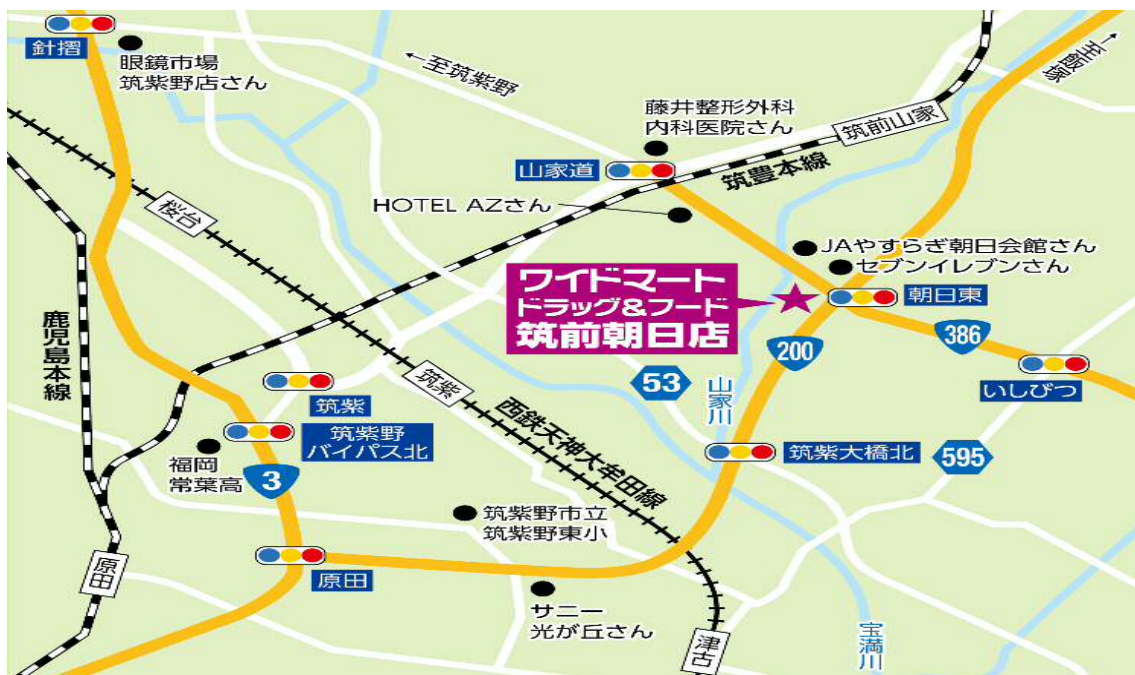 針摺
眼鏡市場
筑紫野店さん
←至筑紫野
至飯塚→
藤井整形外科
内科医院さん
筑前山家
山家道
筑豊本線
桜台
HOTEL AZさん
JAやすらぎ朝日会館さん
セブンイレブンさん
ワイドマート
ドラッグ&フード
筑前朝日店
朝日東
鹿児島本線
200
386
筑紫
53
山家川
いしびつ
筑紫
西鉄天神大牟田線
筑紫野
バイパス北
筑紫大橋北
595
福岡
常葉高
3
筑紫野市立
筑紫野東小
原田
原田
サニー
光が丘さん
津古
宝満川